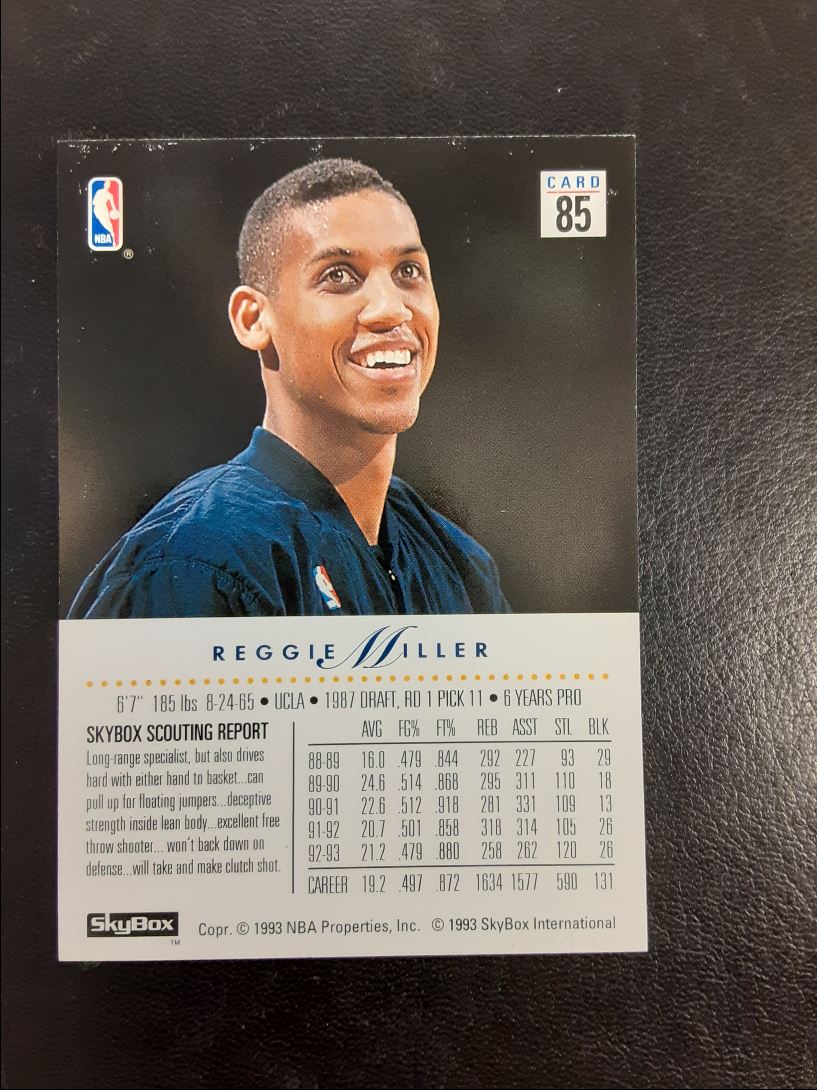 NBA
®
CARD
85
REGGIE MILLER
6'7" 185 lbs 8-24-65 • UCLA • 1987 DRAFT, RD 1 PICK 11 • 6 YEARS PRO
SKYBOX SCOUTING REPORT
Long-range specialist, but also drives
hard with either hand to basket...can
pull up for floating jumpers...deceptive
strength inside lean body...excellent free
throw shooter... won't back down on
defense...will take and make clutch shot.
AVG FG% FT% REB ASST STL BLK
88-89 16.0 .479 .844 292 227 93 29
89-90 24.6 .514 .868 295 311 110 18
90-91 22.6 .512 .918 281 331 109 13
91-92 20.7 .501 .858 318 314 105 26
92-93 21.2 .479 .880 258 262 120 26
CAREER 19.2 .497 .872 1634 1577 590 131
SkyBox
TM
Copr. © 1993 NBA Properties, Inc. © 1993 SkyBox International